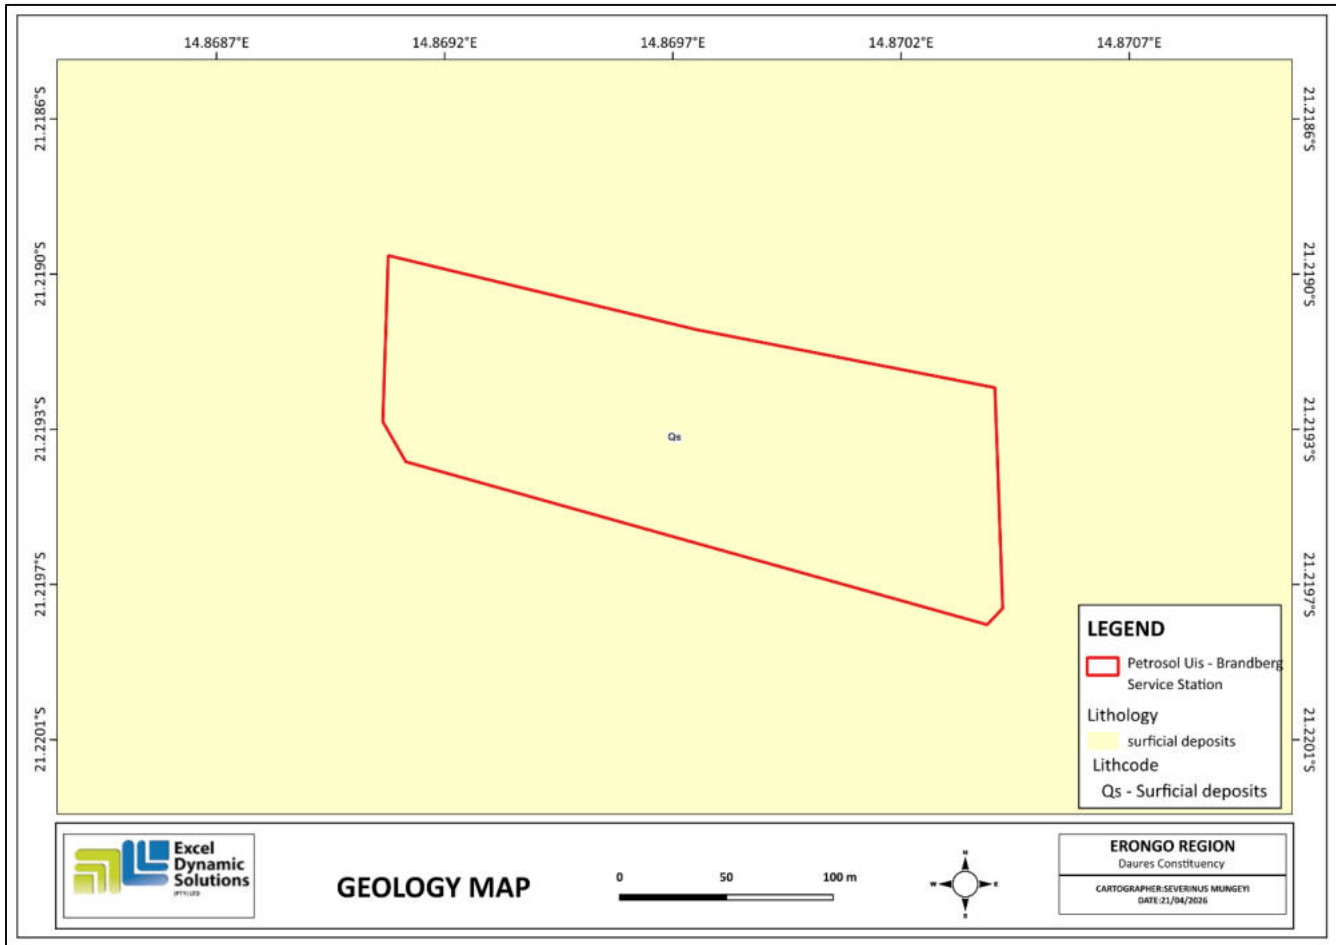 14.8687°E 14.8692°E 14.8697°E 14.8702°E 14.8707°E
21.2186°S 21.2186°S
21.2190°S 21.2190°S
21.2193°S 21.2193°S
Qs
21.2197°S 21.2197°S
21.2201°S 21.2201°S
LEGEND
Petrosol Uis - Brandberg
Service Station
Lithology
surficial deposits
Lithcode
Qs - Surficial deposits
Excel
Dynamic
Solutions
(PTY) LTD
GEOLOGY MAP
0 50 100 m
N
W E
S
ERONGO REGION
Daures Constituency
CARTOGRAPHER:SEVERINUS MUNGEYI
DATE:21/04/2026